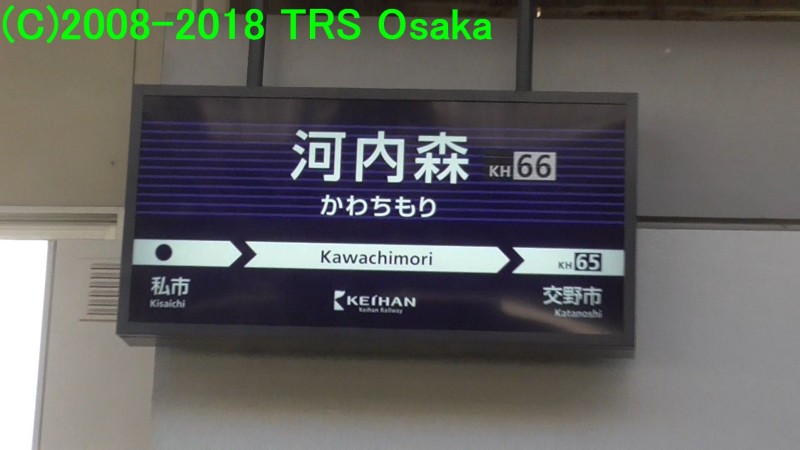 (C)2008-2018 TRS Osaka
河内森 KH 66
かわちもり
Kawachimori
KH 65
私市
Kisaichi
KEIHAN
Keihan Railway
交野市
Katanoshi